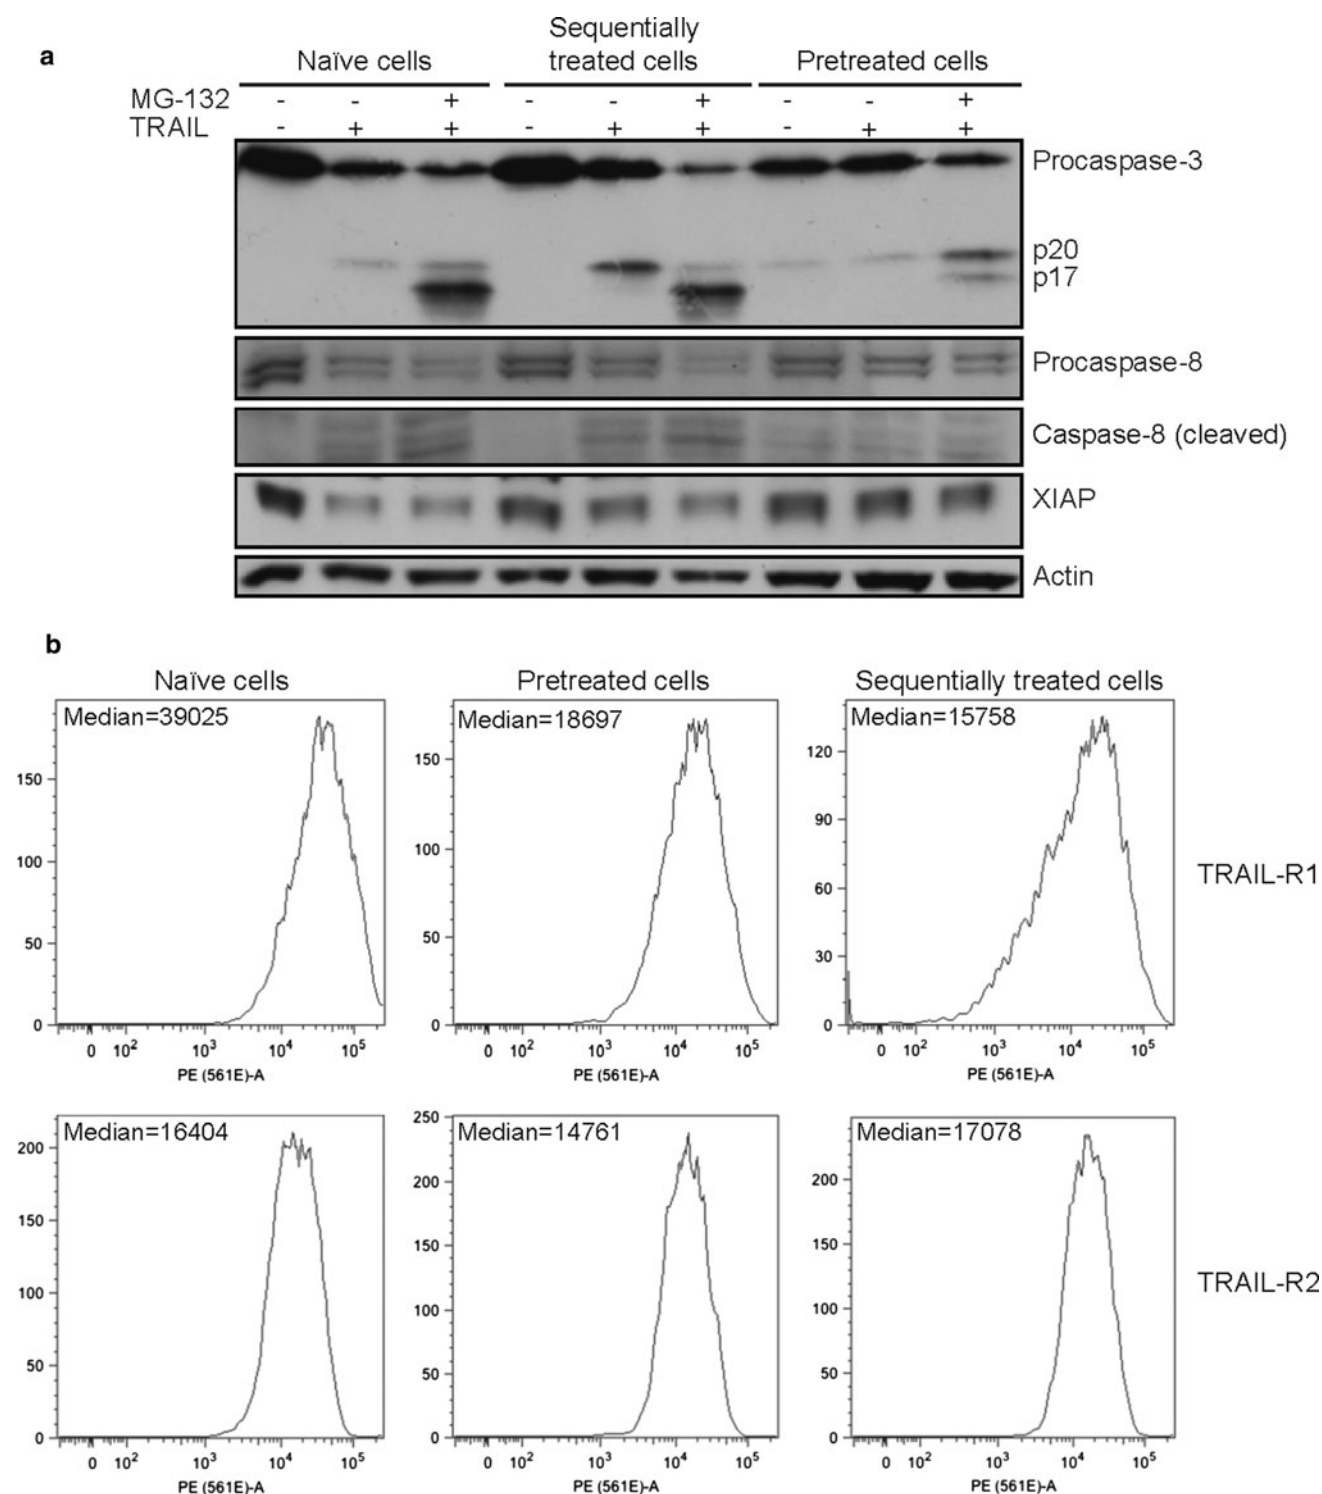 a
Naïve cells
Sequentially
treated cells
Pretreated cells
MG-132 - - + - - + - - +
TRAIL - + + - + + - + +
Procaspase-3
p20
p17
Procaspase-8
Caspase-8 (cleaved)
XIAP
Actin
b
Naïve cells
Pretreated cells
Sequentially treated cells
Median=39025
150
100
50
0
0 10² 10³ 10⁴ 10⁵
PE (561E)-A
Median=18697
150
100
50
0
0 10² 10³ 10⁴ 10⁵
PE (561E)-A
Median=15758
120
90
60
30
0
0 10² 10³ 10⁴ 10⁵
PE (561E)-A
TRAIL-R1
Median=16404
200
150
100
50
0
0 10² 10³ 10⁴ 10⁵
PE (561E)-A
Median=14761
250
200
150
100
50
0
0 10² 10³ 10⁴ 10⁵
PE (561E)-A
Median=17078
200
150
100
50
0
0 10² 10³ 10⁴ 10⁵
PE (561E)-A
TRAIL-R2